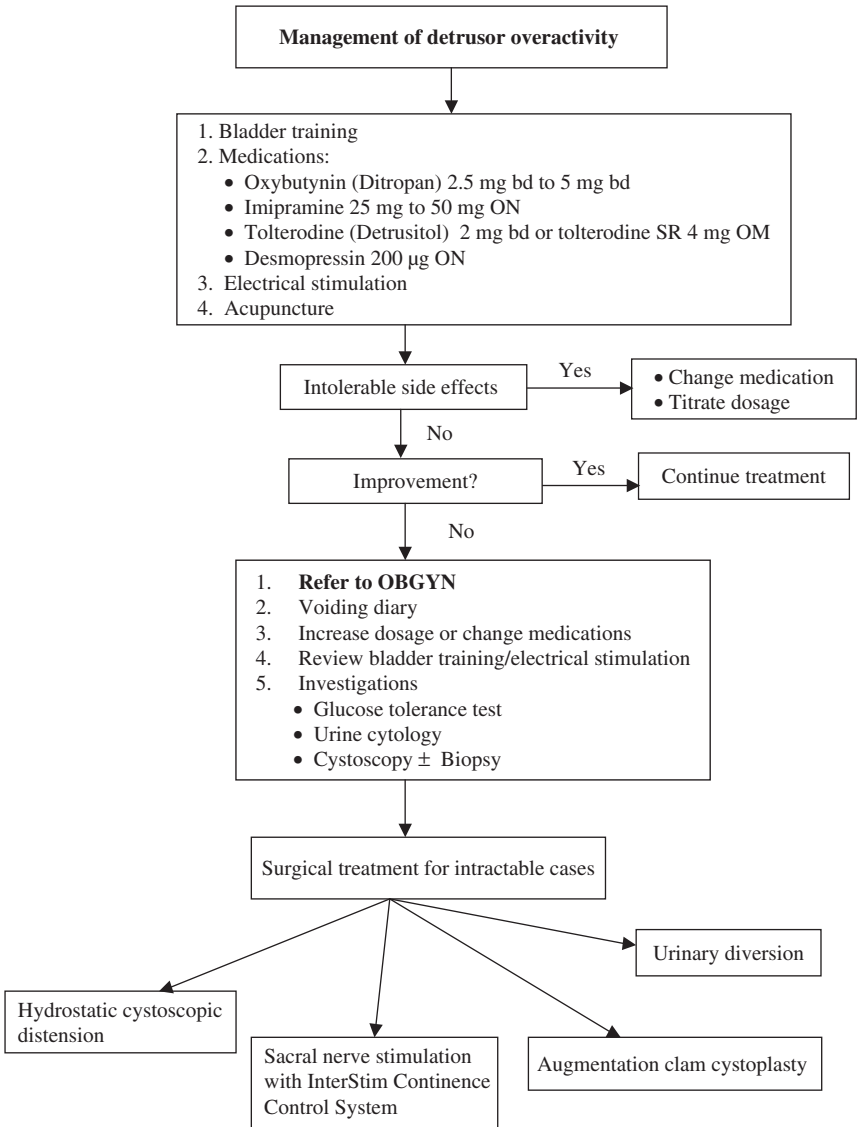 Management of detrusor overactivity
1. Bladder training
2. Medications:
• Oxybutynin (Ditropan) 2.5 mg bd to 5 mg bd
• Imipramine 25 mg to 50 mg ON
• Tolterodine (Detrusitol) 2 mg bd or tolterodine SR 4 mg OM
• Desmopressin 200 µg ON
3. Electrical stimulation
4. Acupuncture
Intolerable side effects
Yes
• Change medication
• Titrate dosage
No
Improvement?
Yes
Continue treatment
No
1. Refer to OBGYN
2. Voiding diary
3. Increase dosage or change medications
4. Review bladder training/electrical stimulation
5. Investigations
• Glucose tolerance test
• Urine cytology
• Cystoscopy ± Biopsy
Surgical treatment for intractable cases
Hydrostatic cystoscopic
distension
Sacral nerve stimulation
with InterStim Continence
Control System
Augmentation clam cystoplasty
Urinary diversion